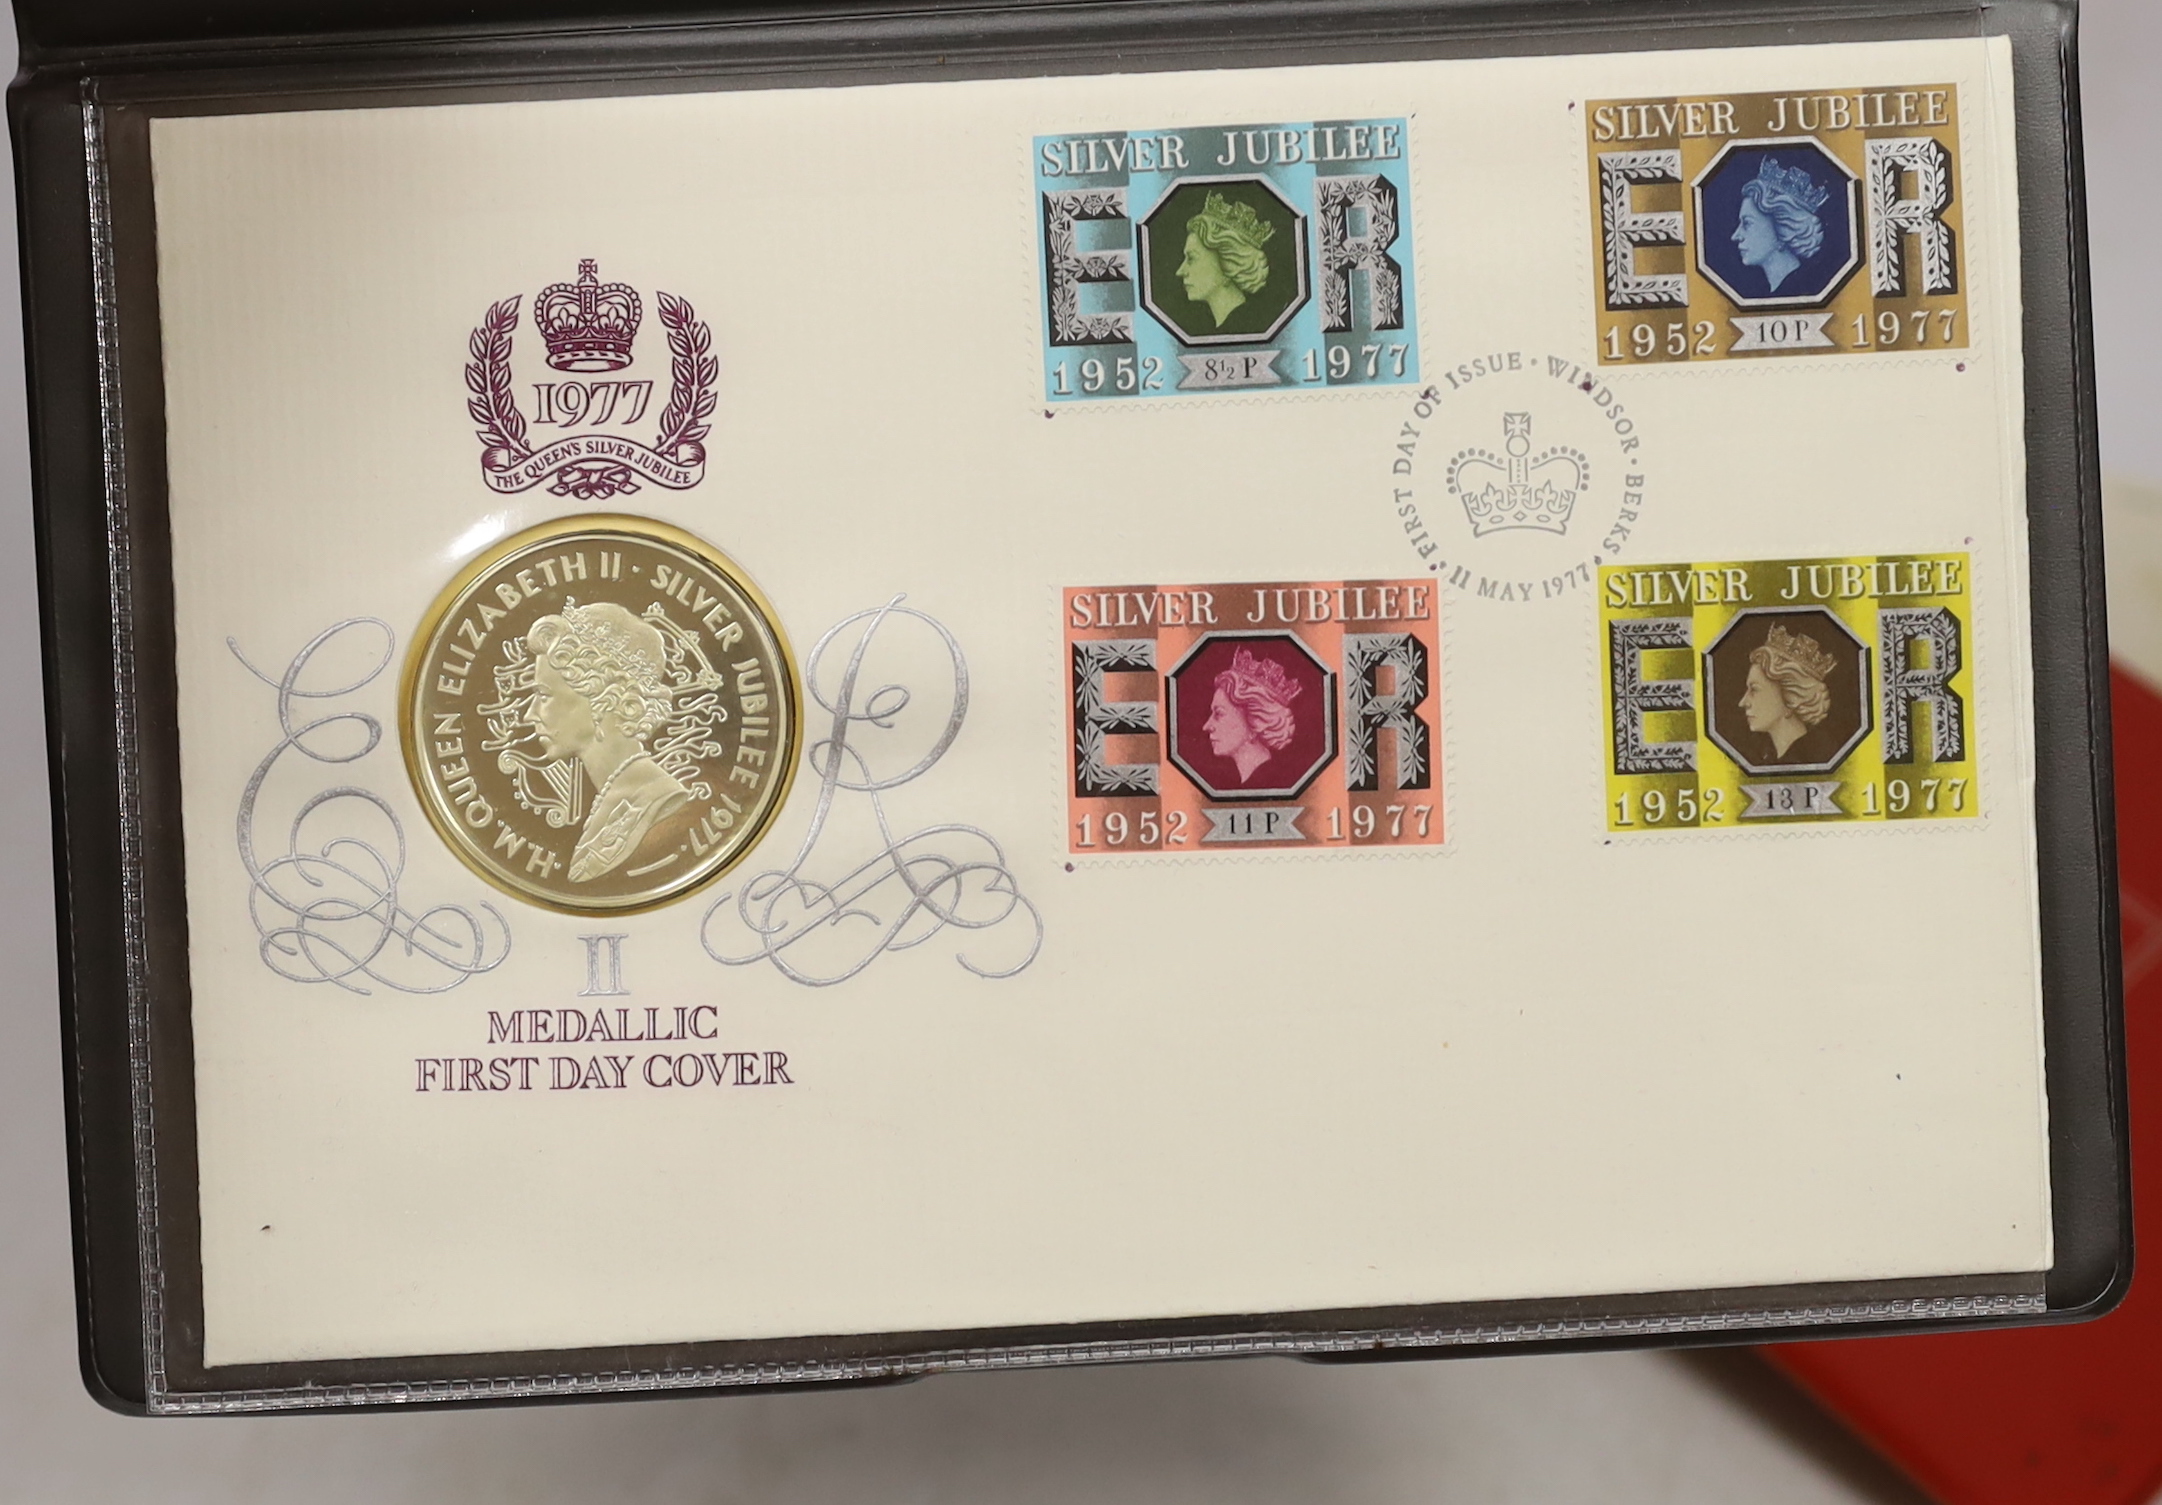 1977
THE QUEEN'S SILVER JUBILEE
· H.M. QUEEN ELIZABETH II · SILVER JUBILEE 1977 ·
II
MEDALLIC
FIRST DAY COVER
SILVER JUBILEE
E R
1952 8½P 1977
SILVER JUBILEE
E R
1952 10P 1977
· FIRST DAY OF ISSUE · WINDSOR · BERKS ·
11 MAY 1977
SILVER JUBILEE
E R
1952 11P 1977
SILVER JUBILEE
E R
1952 13P 1977